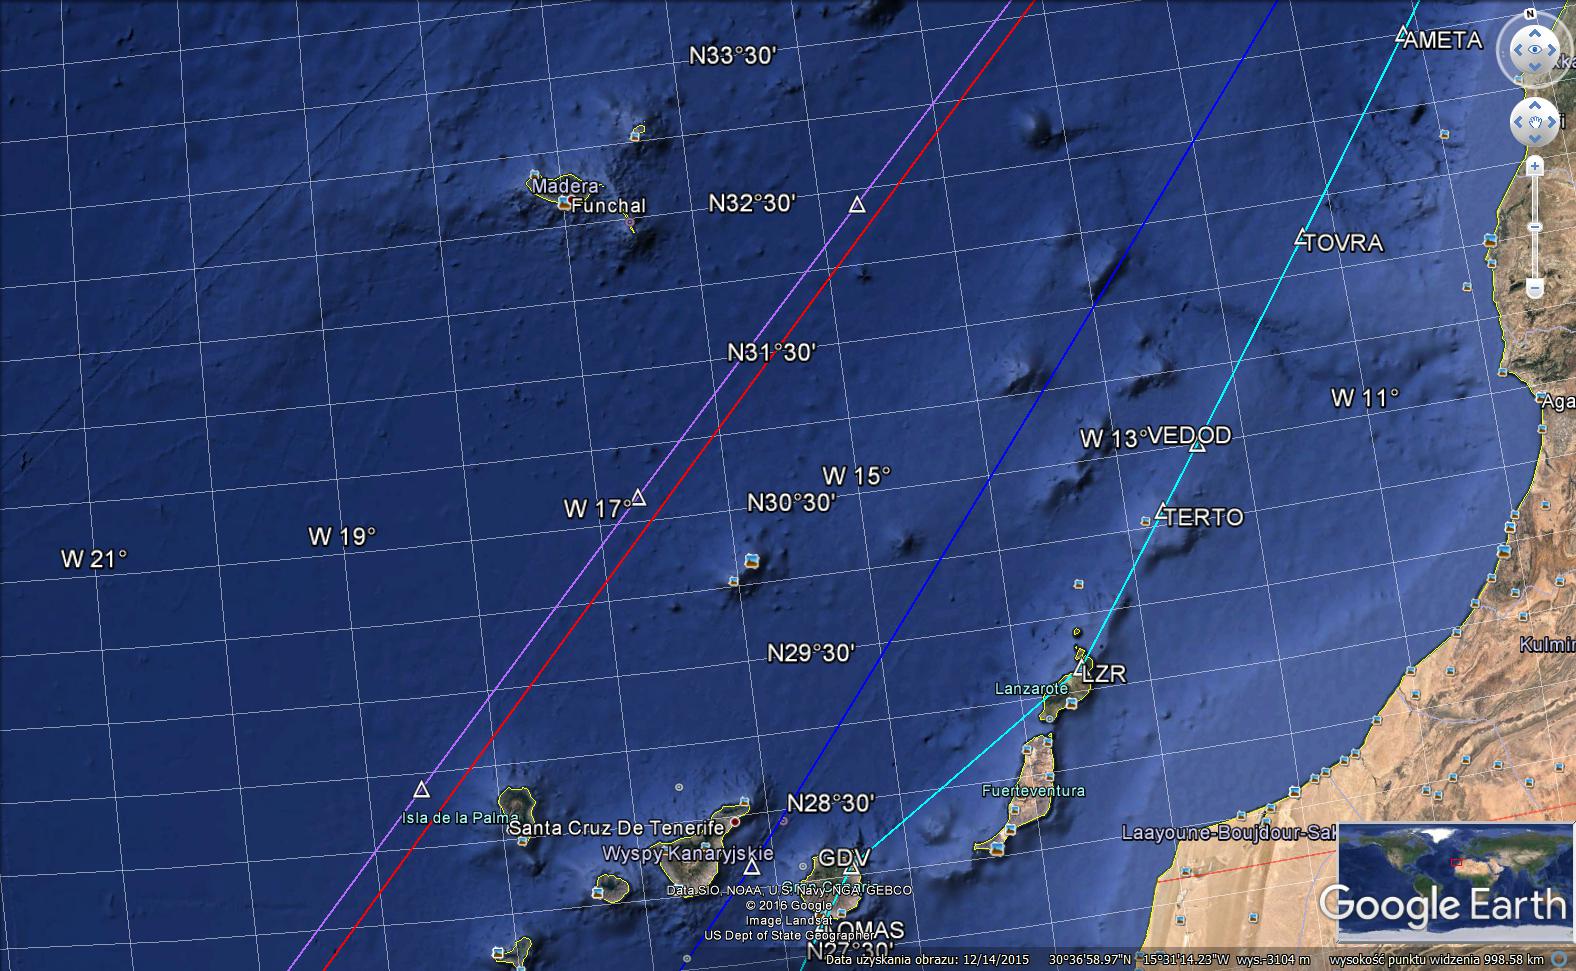 N
AMETA
N33°30'
Madera
Funchal
N32°30'
TOVRA
N31°30'
W 11°
Aga
W 13°
VEDOD
W 15°
N30°30'
W 17°
TERTO
W 19°
W 21°
Kulmin
N29°30'
LZR
Lanzarote
Fuerteventura
N28°30'
Isla de la Palma
Santa Cruz De Tenerife
Laayoune-Boujdour-Sak
Wyspy Kanaryjskie
GDV
Data SIO, NOAA, U.S. Navy, NGA, GEBCO
© 2016 Google
Image Landsat
US Dept of State Geographer
N27°30'
Google Earth
Data uzyskania obrazu: 12/14/2015 30°36'58.97"N 15°31'14.23"W wys.-3104 m wysokość punktu widzenia 998.58 km